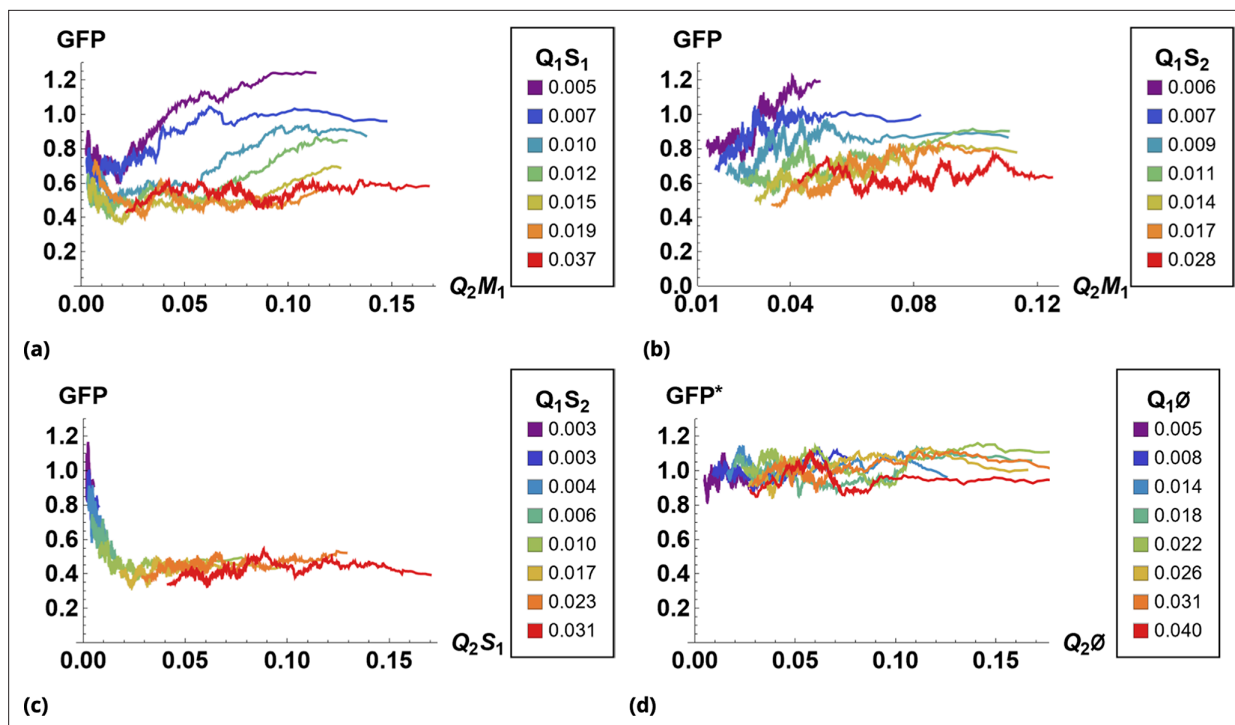 GFP
Q1S1
1.2
1.0
0.8
0.6
0.4
0.2
0.00 0.05 0.10 0.15
Q2M1
0.005
0.007
0.010
0.012
0.015
0.019
0.037
(a)
GFP
Q1S2
1.2
1.0
0.8
0.6
0.4
0.2
0.0
0.01 0.04 0.08 0.12
Q2M1
0.006
0.007
0.009
0.011
0.014
0.017
0.028
(b)
GFP
Q1S2
1.2
1.0
0.8
0.6
0.4
0.2
0.00 0.05 0.10 0.15
Q2S1
0.003
0.003
0.004
0.006
0.010
0.017
0.023
0.031
(c)
GFP*
Q1Ø
1.2
1.0
0.8
0.6
0.4
0.2
0.00 0.05 0.10 0.15
Q2Ø
0.005
0.008
0.014
0.018
0.022
0.026
0.031
0.040
(d)